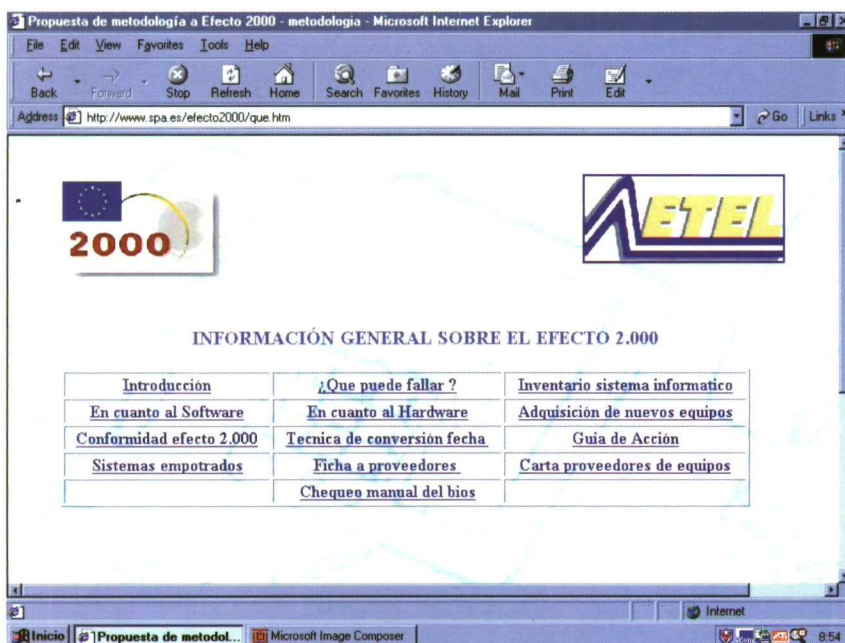 Propuesta de metodología a Efecto 2000 - metodologia - Microsoft Internet Explorer
File Edit View Favorites Tools Help
Back Forward Stop Refresh Home Search Favorites History Mail Print Edit
Address http://www.spa.es/efecto2000/que.htm Go Links
2000
AETEL
INFORMACIÓN GENERAL SOBRE EL EFECTO 2.000
Introducción ¿Que puede fallar ? Inventario sistema informatico
En cuanto al Software En cuanto al Hardware Adquisición de nuevos equipos
Conformidad efecto 2.000 Tecnica de conversión fecha Guia de Acción
Sistemas empotrados Ficha a proveedores Carta proveedores de equipos
Chequeo manual del bios
Internet
Inicio Propuesta de metodol... Microsoft Image Composer 8:54